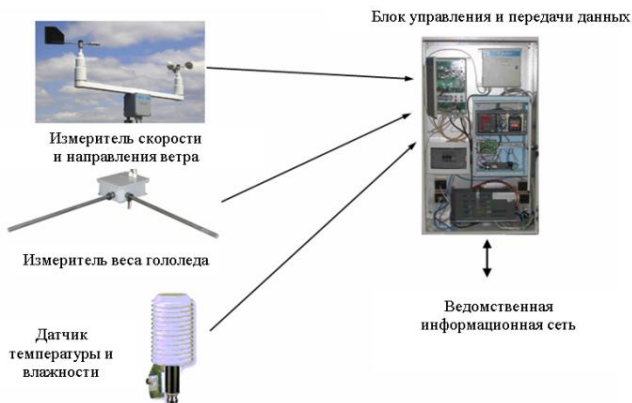 Блок управления и передачи данных
Измеритель скорости
и направления ветра
Измеритель веса гололеда
Датчик
температуры и
влажности
Ведомственная
информационная сеть